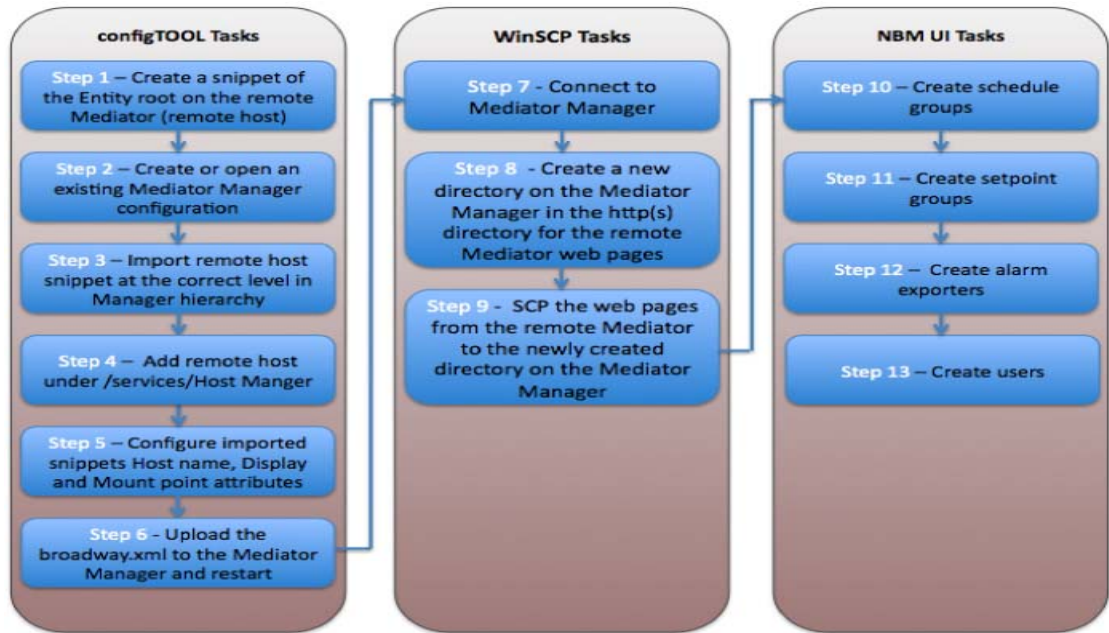 configTOOL Tasks
Step 1 – Create a snippet of
the Entity root on the remote
Mediator (remote host)
Step 2 – Create or open an
existing Mediator Manager
configuration
Step 3 – Import remote host
snippet at the correct level in
Manager hierarchy
Step 4 – Add remote host
under /services/Host Manger
Step 5 – Configure imported
snippets Host name, Display
and Mount point attributes
Step 6 - Upload the
broadway.xml to the Mediator
Manager and restart
WinSCP Tasks
Step 7 - Connect to
Mediator Manager
Step 8 - Create a new
directory on the Mediator
Manager in the http(s)
directory for the remote
Mediator web pages
Step 9 - SCP the web pages
from the remote Mediator
to the newly created
directory on the Mediator
Manager
NBM UI Tasks
Step 10 – Create schedule
groups
Step 11 – Create setpoint
groups
Step 12 – Create alarm
exporters
Step 13 – Create users